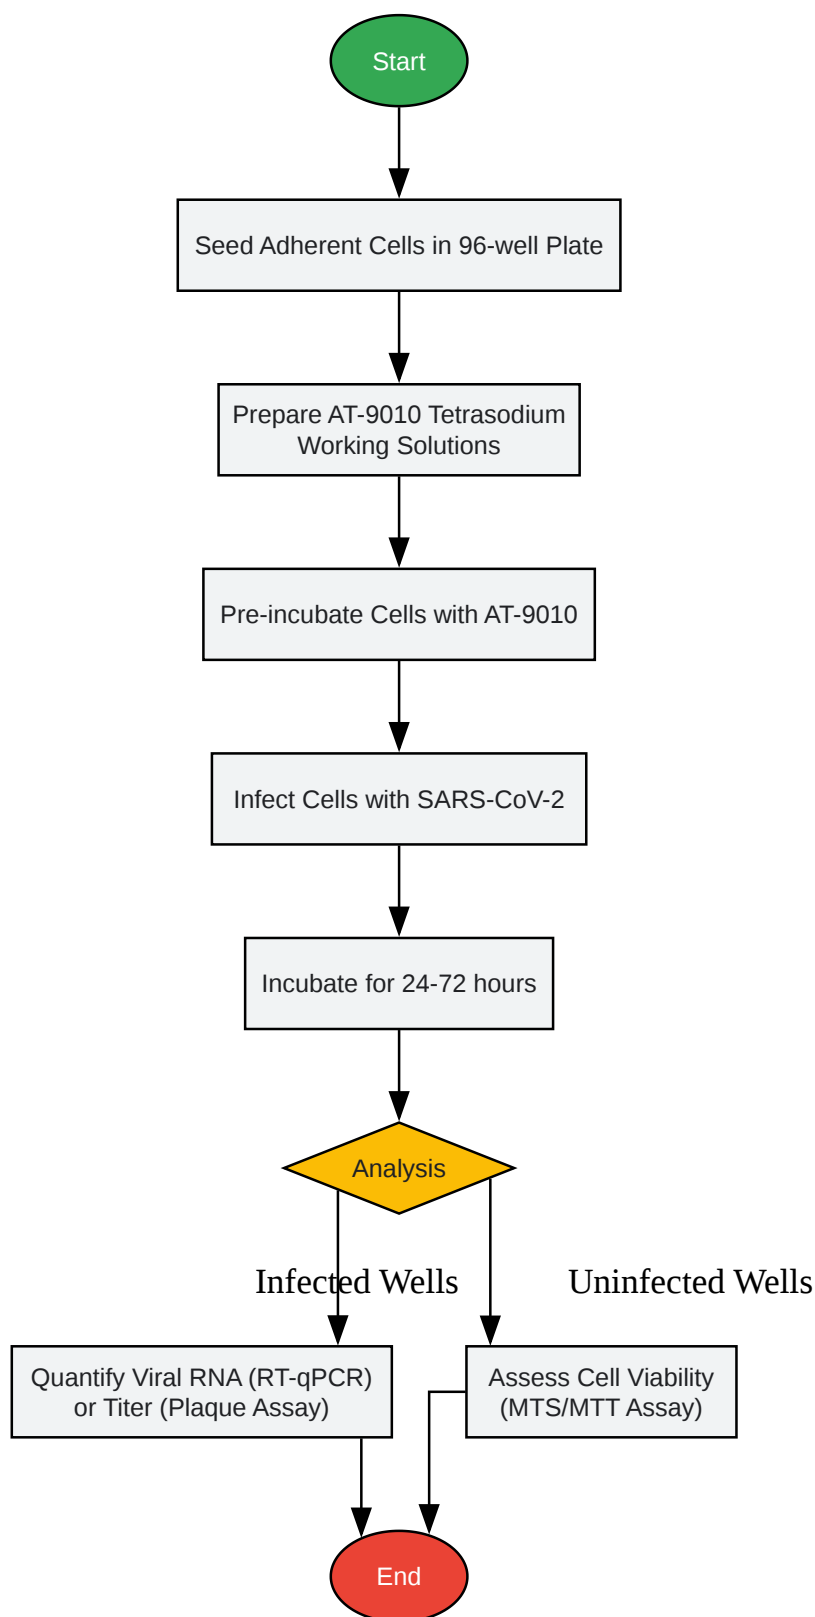 Start
Seed Adherent Cells in 96-well Plate
Prepare AT-9010 Tetrasodium
Working Solutions
Pre-incubate Cells with AT-9010
Infect Cells with SARS-CoV-2
Incubate for 24-72 hours
Analysis
Infected Wells
Uninfected Wells
Quantify Viral RNA (RT-qPCR)
or Titer (Plaque Assay)
Assess Cell Viability
(MTS/MTT Assay)
End